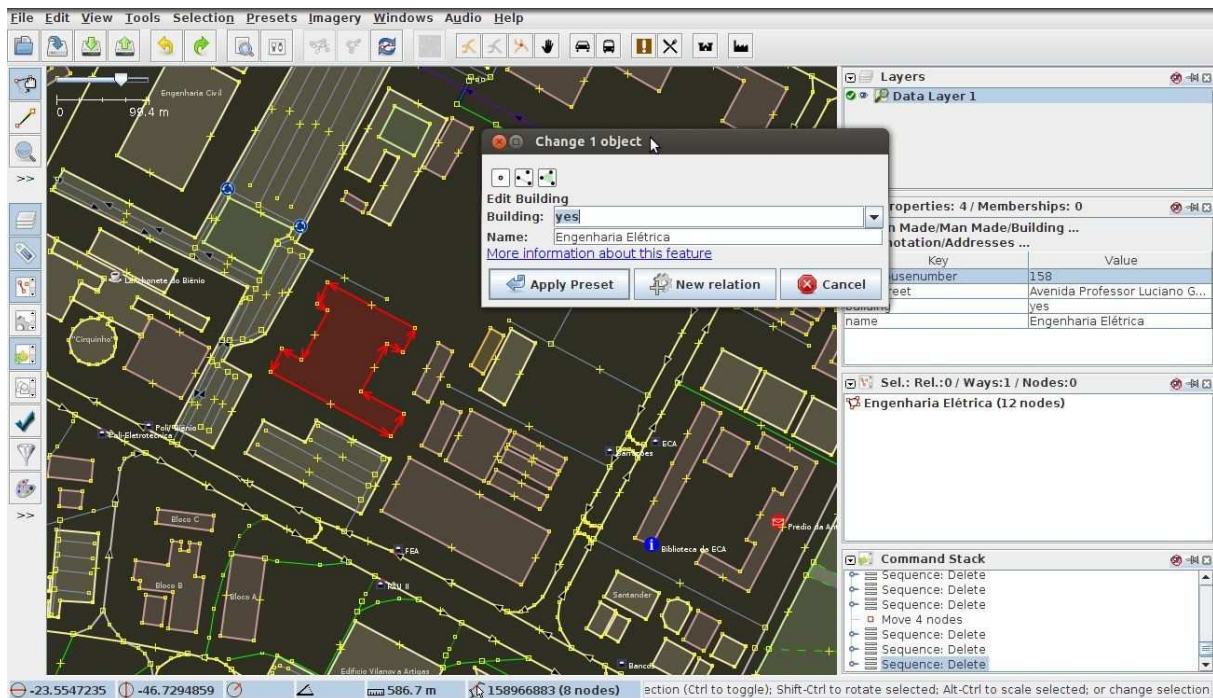 File Edit View Tools Selection Presets Imagery Windows Audio Help
0 99.4 m
Engenharia Civil
Lanchonete do Biênio
"Cirquinho"
Poli/Biênio
Poli-Eletrotécnica
Bloco C
Bloco B
Bloco A
FEA
Edifício Vilanova Artigas
ECA
Barracões
Biblioteca da ECA
Santander
Bancos
Change 1 object
Edit Building
Building: yes
Name: Engenharia Elétrica
More information about this feature
Apply Preset New relation Cancel
Layers
Data Layer 1
roperties: 4 / Memberships: 0
n Made/Man Made/Building ...
notation/Addresses ...
Key Value
usenumber 158
reet Avenida Professor Luciano G...
building yes
name Engenharia Elétrica
Sel.: Rel.:0 / Ways:1 / Nodes:0
Engenharia Elétrica (12 nodes)
Command Stack
Sequence: Delete
Sequence: Delete
Sequence: Delete
Move 4 nodes
Sequence: Delete
Sequence: Delete
Sequence: Delete
>>
>>
-23.5547235 -46.7294859 586.7 m 158966883 (8 nodes) ection (Ctrl to toggle); Shift-Ctrl to rotate selected; Alt-Ctrl to scale selected; or change selection